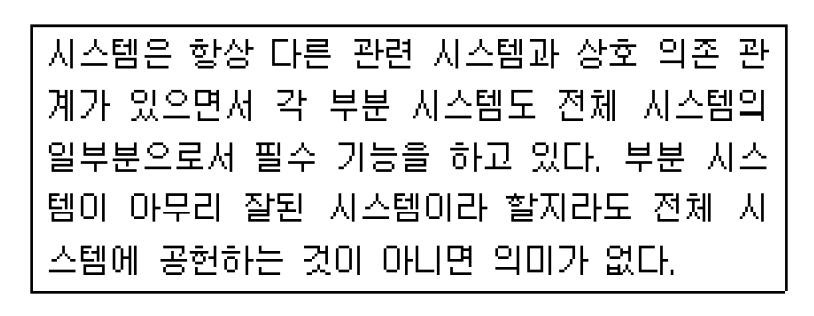 시스템은 항상 다른 관련 시스템과 상호 의존 관
계가 있으면서 각 부분 시스템도 전체 시스템의
일부분으로서 필수 기능을 하고 있다. 부분 시스
템이 아무리 잘된 시스템이라 할지라도 전체 시
스템에 공헌하는 것이 아니면 의미가 없다.